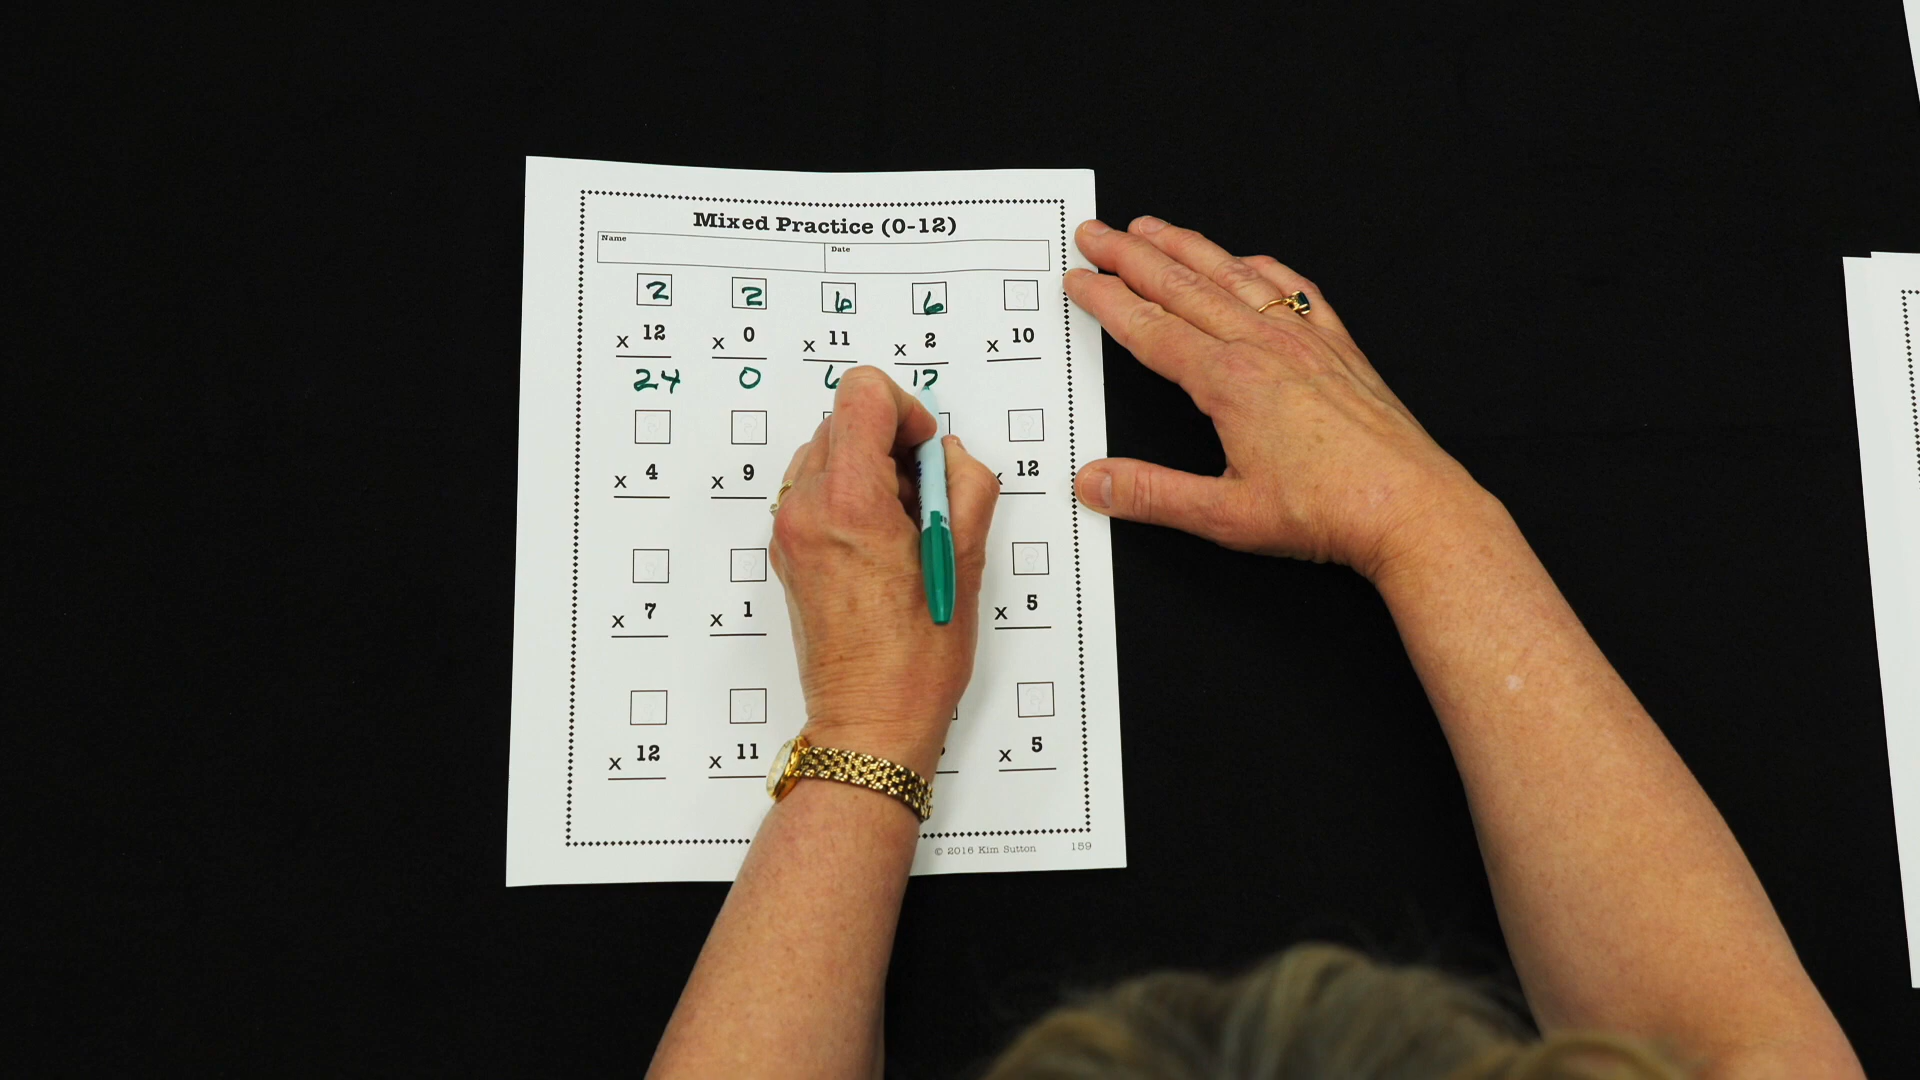 Mixed Practice (0-12)
Name Date
2 2 6 6
x 12 x 0 x 11 x 2 x 10
24 0 6 12
x 4 x 9 x 12
x 7 x 1 x 5
x 12 x 11 x 5
© 2016 Kim Sutton 159